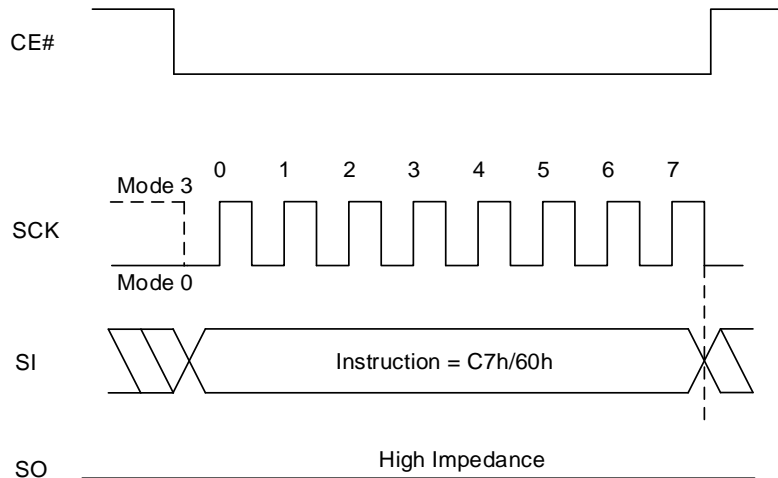 CE#
0 1 2 3 4 5 6 7
Mode 3
SCK
Mode 0
SI
Instruction = C7h/60h
High Impedance
SO